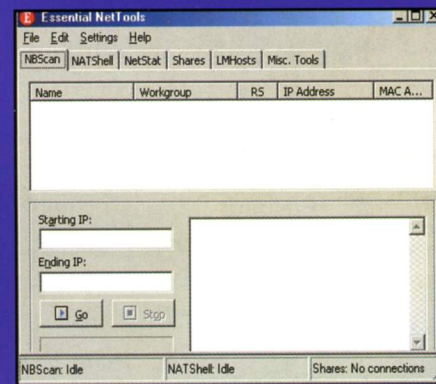 Essential NetTools
File Edit Settings Help
NBScan NATShell NetStat Shares LMHosts Misc. Tools
Name Workgroup RS IP Address MAC A...
Starting IP:
Ending IP:
Go Stop
NBScan: Idle NATShell: Idle Shares: No connections